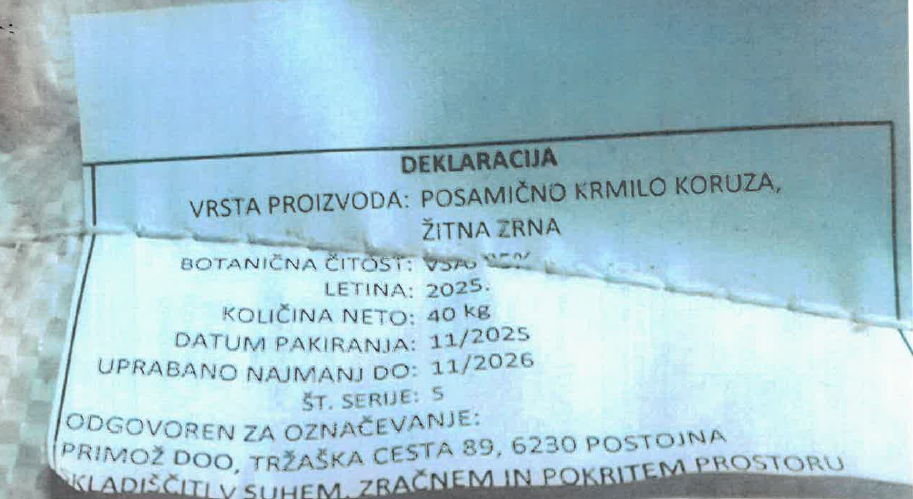 DEKLARACIJA
VRSTA PROIZVODA: POSAMIČNO KRMILO KORUZA,
ŽITNA ZRNA
BOTANIČNA ČITOST:
LETINA: 2025.
KOLIČINA NETO: 40 kg
DATUM PAKIRANJA: 11/2025
UPRABANO NAJMANJ DO: 11/2026
ŠT. SERIJE: 5
ODGOVOREN ZA OZNAČEVANJE:
PRIMOŽ DOO, TRŽAŠKA CESTA 89, 6230 POSTOJNA
KLADIŠČITI V SUHEM, ZRAČNEM IN POKRITEM PROSTORU